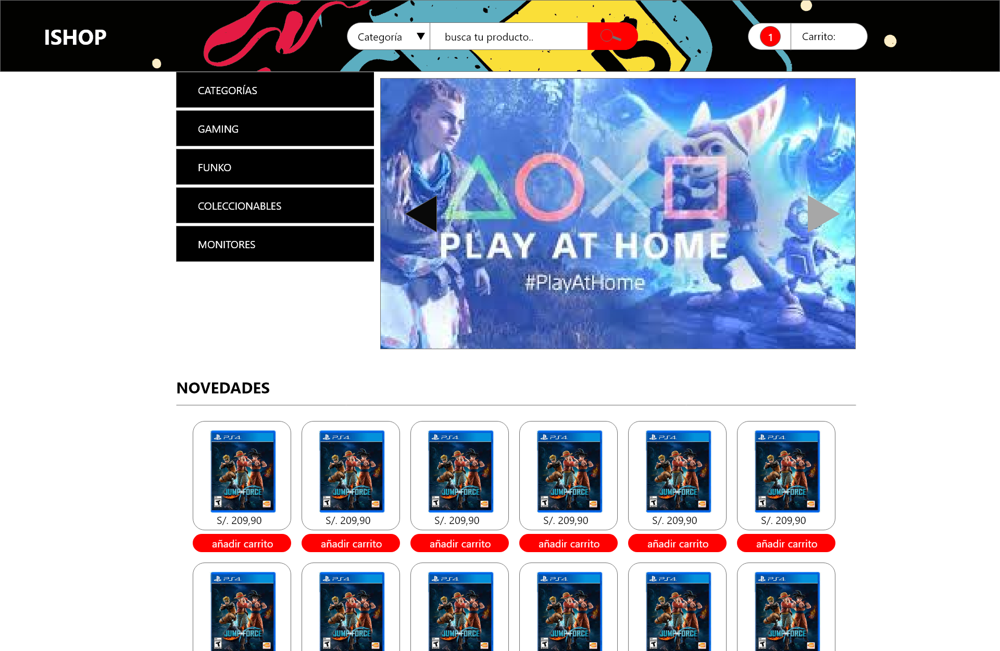 ISHOP
Categoría
busca tu producto..
1
Carrito:
CATEGORÍAS
GAMING
FUNKO
COLECCIONABLES
MONITORES
PLAY AT HOME
#PlayAtHome
NOVEDADES
PS4 PS4 PS4 PS4 PS4 PS4
JUMP FORCE JUMP FORCE JUMP FORCE JUMP FORCE JUMP FORCE JUMP FORCE
T T T T T T
S/. 209,90 S/. 209,90 S/. 209,90 S/. 209,90 S/. 209,90 S/. 209,90
añadir carrito añadir carrito añadir carrito añadir carrito añadir carrito añadir carrito
PS4 PS4 PS4 PS4 PS4 PS4
JUMP FORCE JUMP FORCE JUMP FORCE JUMP FORCE JUMP FORCE JUMP FORCE
T T T T T T